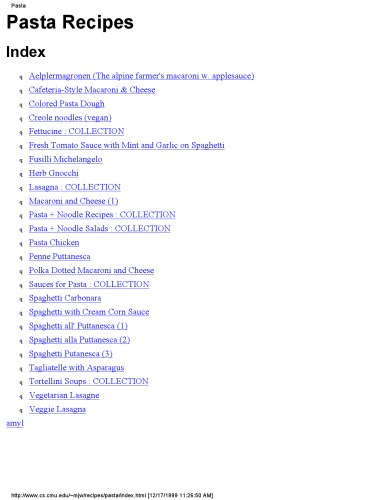 Pasta
Pasta Recipes
Index
Aelplermagronen (The alpine farmer's macaroni w. applesauce)
Cafeteria-Style Macaroni & Cheese
Colored Pasta Dough
Creole noodles (vegan)
Fettucine : COLLECTION
Fresh Tomato Sauce with Mint and Garlic on Spaghetti
Fusilli Michelangelo
Herb Gnocchi
Lasagna : COLLECTION
Macaroni and Cheese (1)
Pasta + Noodle Recipes : COLLECTION
Pasta + Noodle Salads : COLLECTION
Pasta Chicken
Penne Puttanesca
Polka Dotted Macaroni and Cheese
Sauces for Pasta : COLLECTION
Spaghetti Carbonara
Spaghetti with Cream Corn Sauce
Spaghetti all' Puttanesca (1)
Spaghetti alla Puttanesca (2)
Spaghetti Putanesca (3)
Tagliatelle with Asparagus
Tortellini Soups : COLLECTION
Vegetarian Lasagne
Veggie Lasagna
amyl
http://www.cs.cmu.edu/~mjw/recipes/pasta/index.html [12/17/1999 11:26:50 AM]